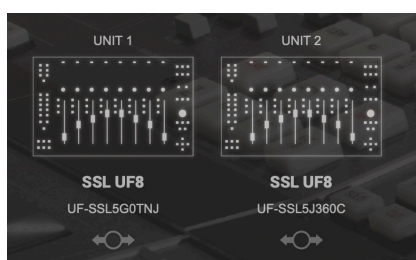 UNIT 1
UNIT 2
SSL UF8
SSL UF8
UF-SSL5G0TNJ
UF-SSL5J360C